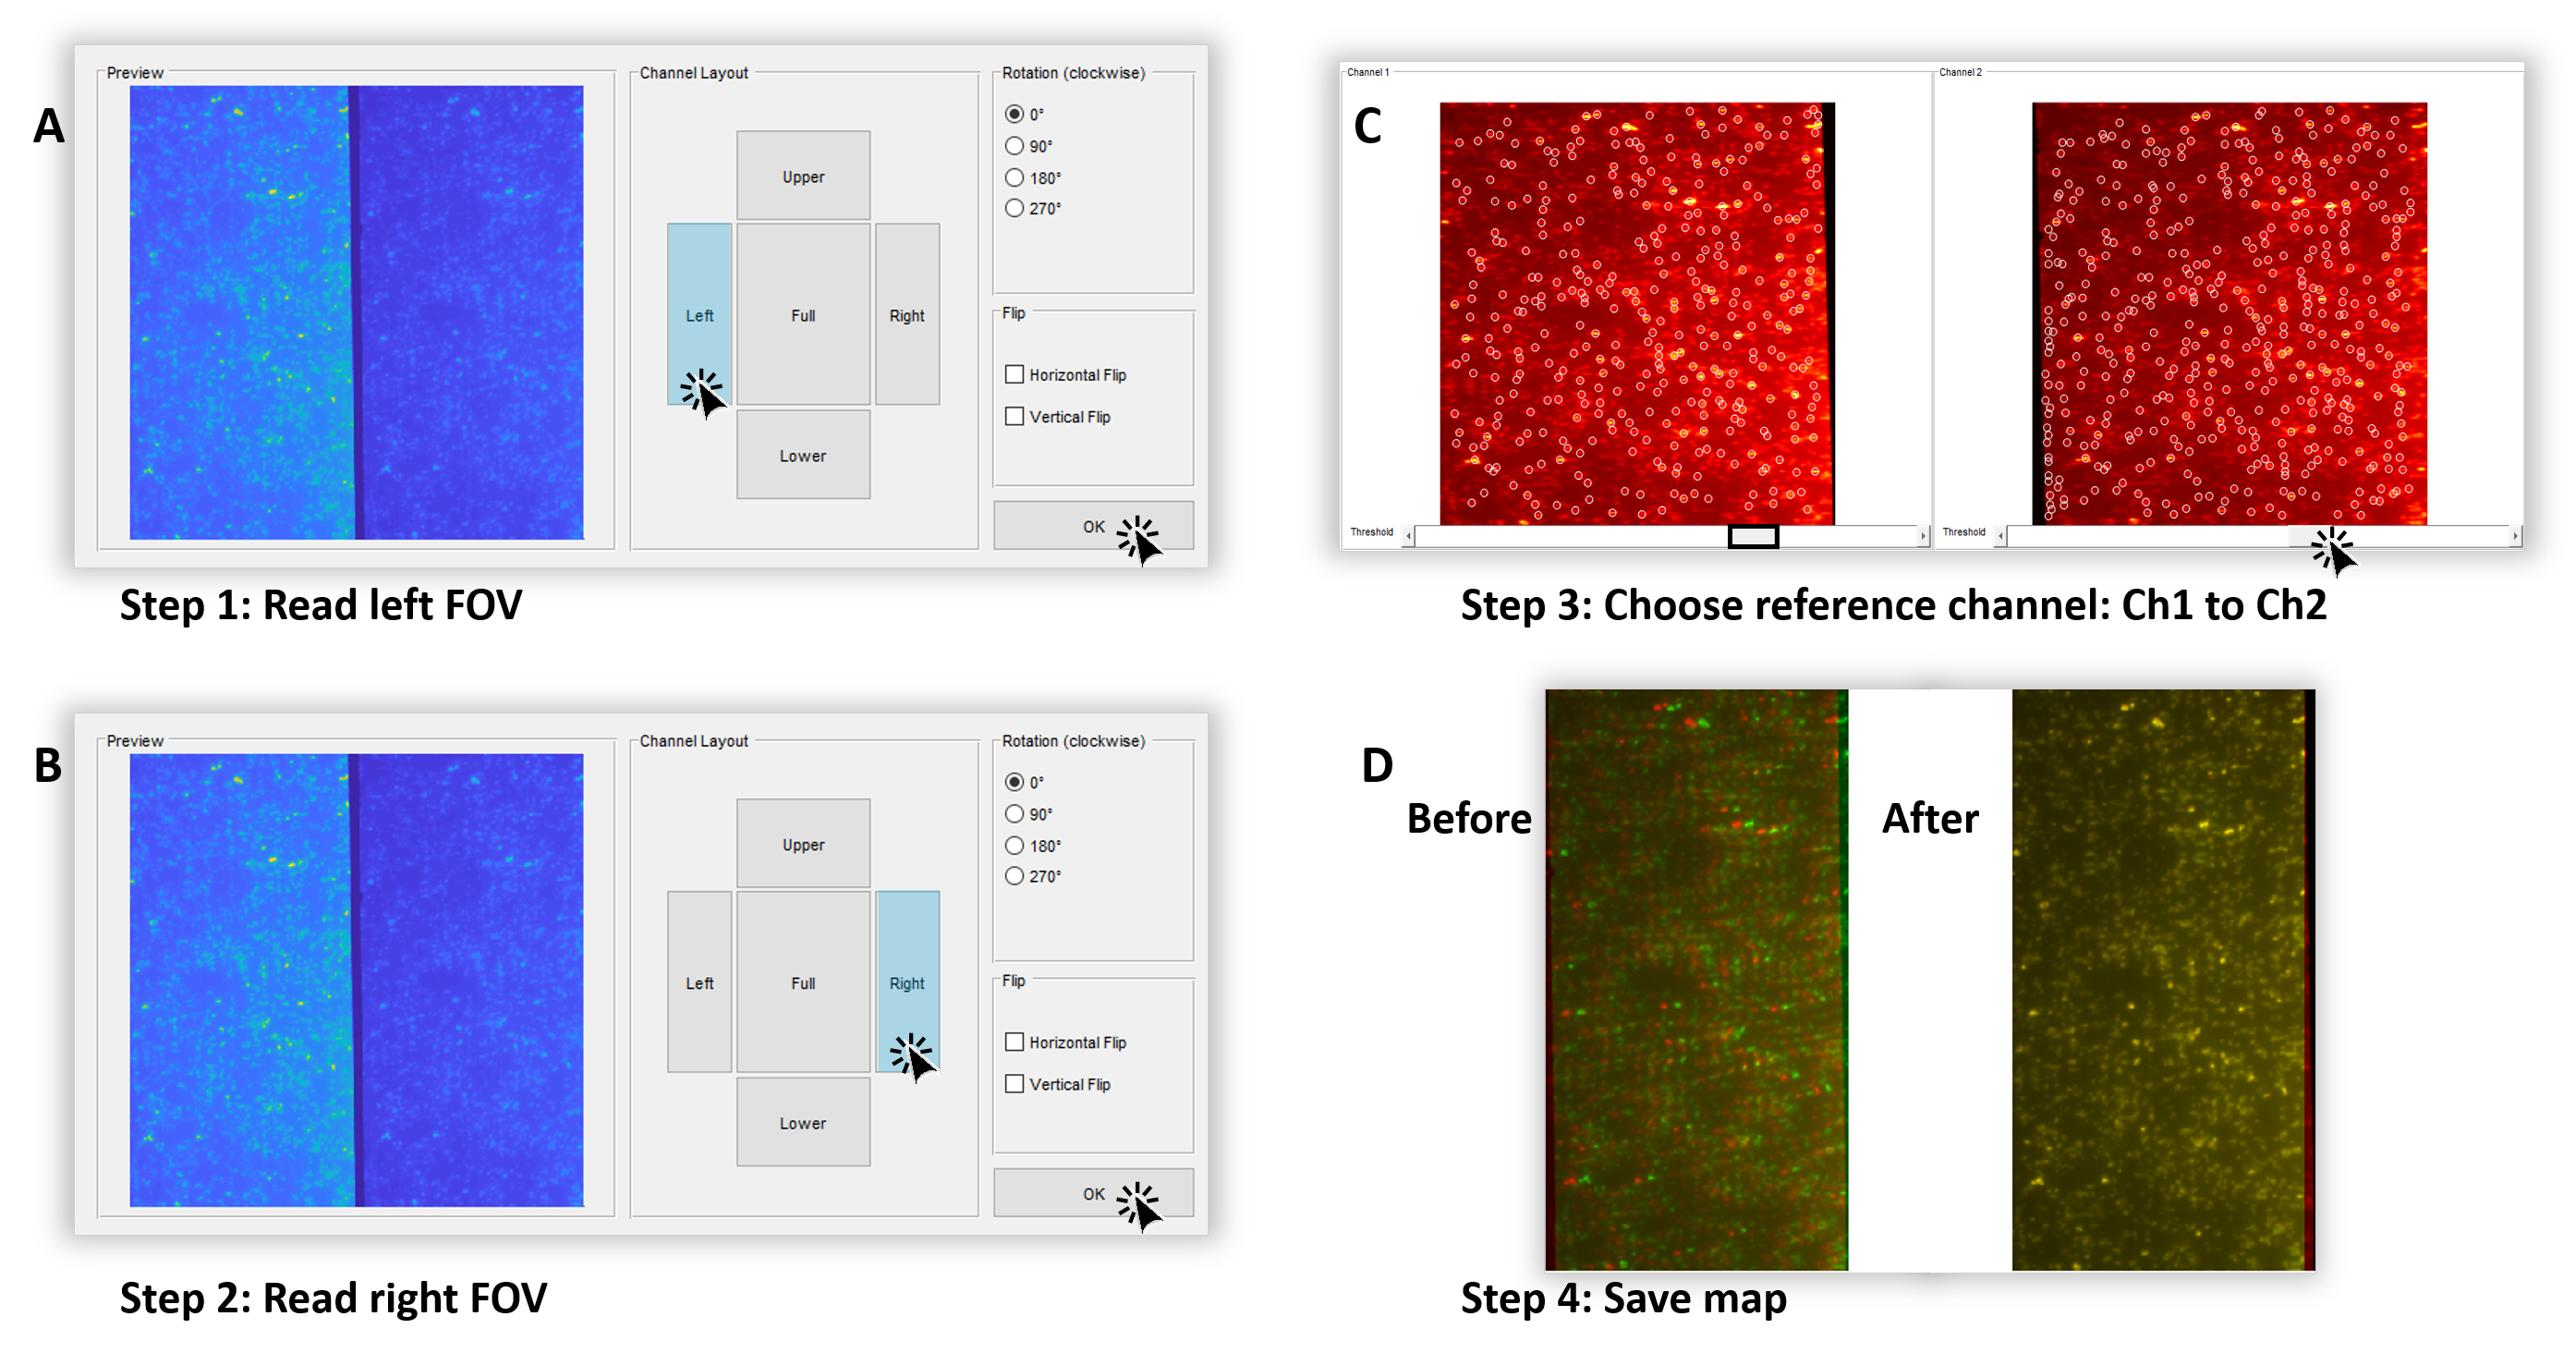 A
Preview
Channel Layout
Rotation (clockwise)
0°
90°
180°
270°
Upper
Left
Full
Right
Lower
Flip
Horizontal Flip
Vertical Flip
OK
Step 1: Read left FOV
B
Preview
Channel Layout
Rotation (clockwise)
0°
90°
180°
270°
Upper
Left
Full
Right
Lower
Flip
Horizontal Flip
Vertical Flip
OK
Step 2: Read right FOV
C
Channel 1
Channel 2
Threshold
Threshold
Step 3: Choose reference channel: Ch1 to Ch2
D
Before
After
Step 4: Save map